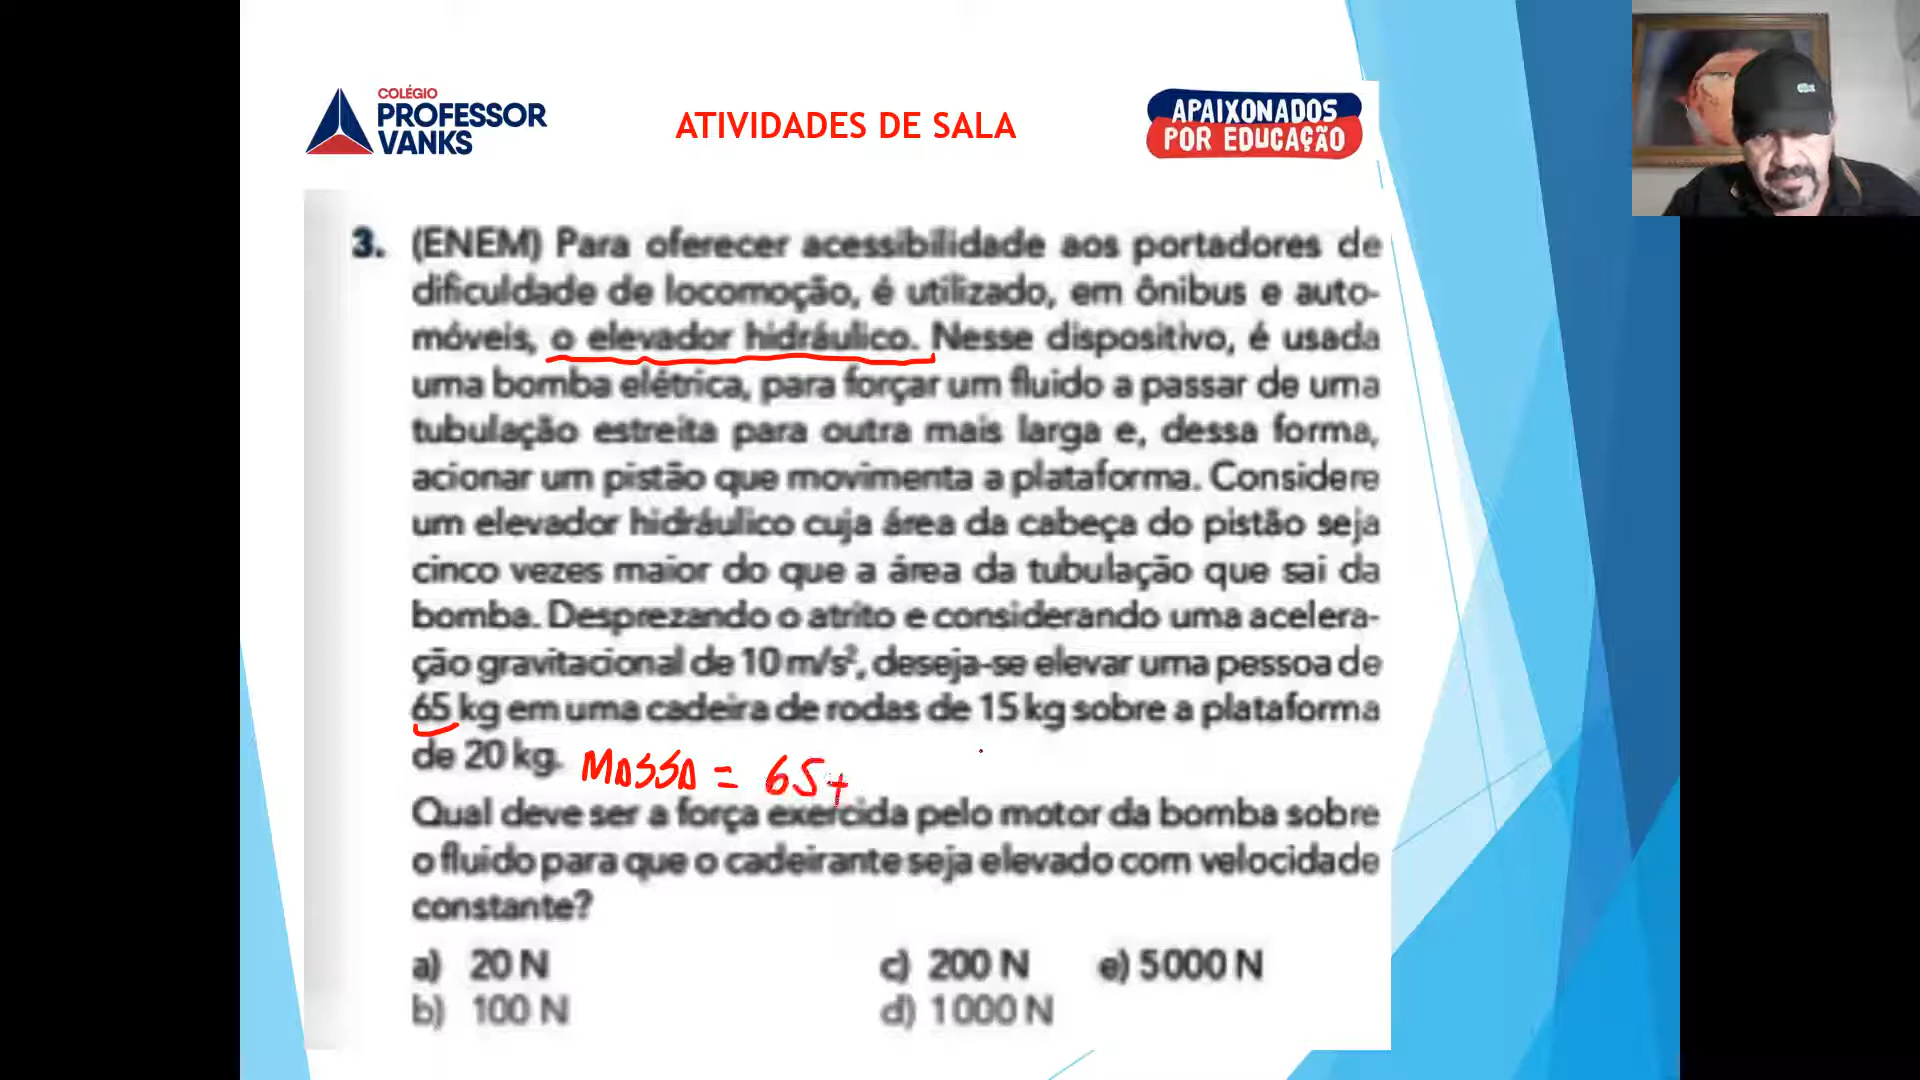 COLÉGIO
PROFESSOR
VANKS
ATIVIDADES DE SALA
APAIXONADOS
POR EDUCAÇÃO
3. (ENEM) Para oferecer acessibilidade aos portadores de
dificuldade de locomoção, é utilizado, em ônibus e auto-
móveis, o elevador hidráulico. Nesse dispositivo, é usada
uma bomba elétrica, para forçar um fluido a passar de uma
tubulação estreita para outra mais larga e, dessa forma,
acionar um pistão que movimenta a plataforma. Considere
um elevador hidráulico cuja área da cabeça do pistão seja
cinco vezes maior do que a área da tubulação que sai da
bomba. Desprezando o atrito e considerando uma acelera-
ção gravitacional de 10 m/s², deseja-se elevar uma pessoa de
65 kg em uma cadeira de rodas de 15 kg sobre a plataforma
de 20 kg. MASSA = 65+
Qual deve ser a força exercida pelo motor da bomba sobre
o fluido para que o cadeirante seja elevado com velocidade
constante?
a) 20 N c) 200 N e) 5000 N
b) 100 N d) 1000 N